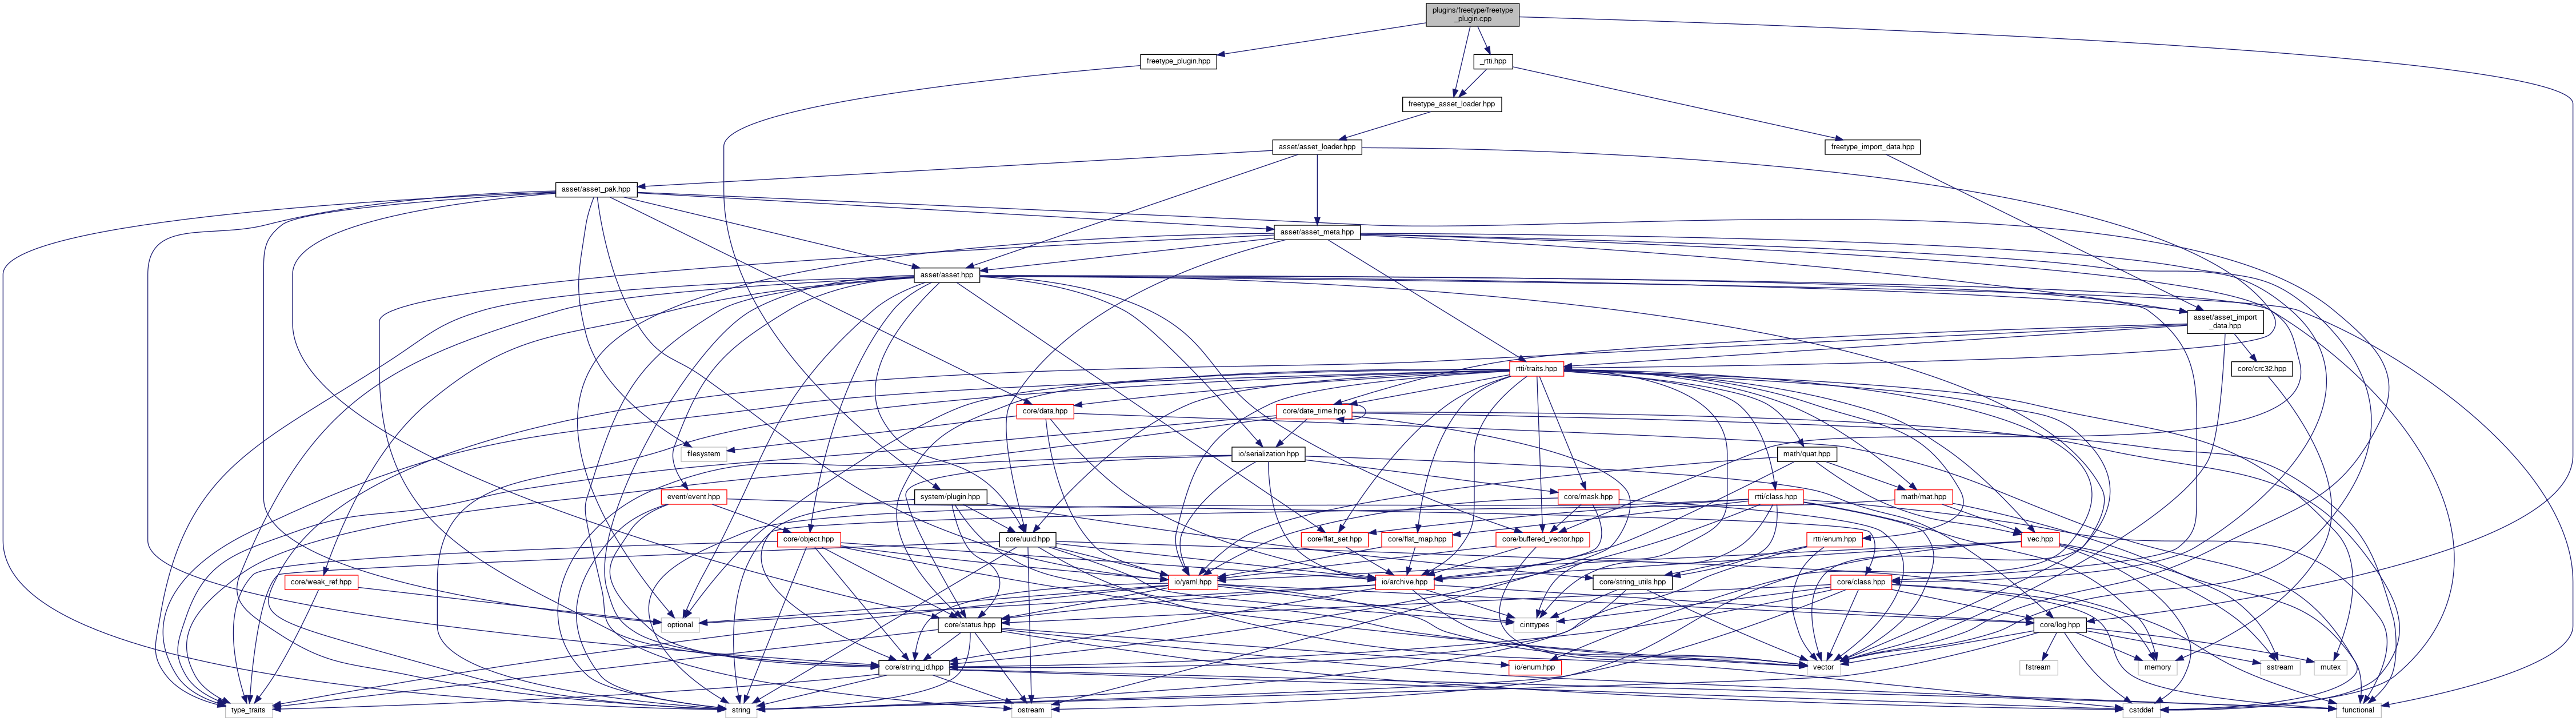 plugins/freetype/freetype
_plugin.cpp
freetype_plugin.hpp
_rtti.hpp
freetype_asset_loader.hpp
asset/asset_loader.hpp
freetype_import_data.hpp
asset/asset_pak.hpp
asset/asset_meta.hpp
asset/asset.hpp
asset/asset_import
_data.hpp
rtti/traits.hpp
core/crc32.hpp
core/data.hpp
core/date_time.hpp
filesystem
io/serialization.hpp
math/quat.hpp
event/event.hpp
system/plugin.hpp
core/mask.hpp
rtti/class.hpp
math/mat.hpp
core/object.hpp
core/uuid.hpp
core/flat_set.hpp
core/flat_map.hpp
core/buffered_vector.hpp
rtti/enum.hpp
vec.hpp
core/weak_ref.hpp
io/yaml.hpp
io/archive.hpp
core/string_utils.hpp
core/class.hpp
optional
core/status.hpp
cinttypes
core/log.hpp
core/string_id.hpp
io/enum.hpp
vector
fstream
memory
sstream
mutex
type_traits
string
ostream
cstddef
functional